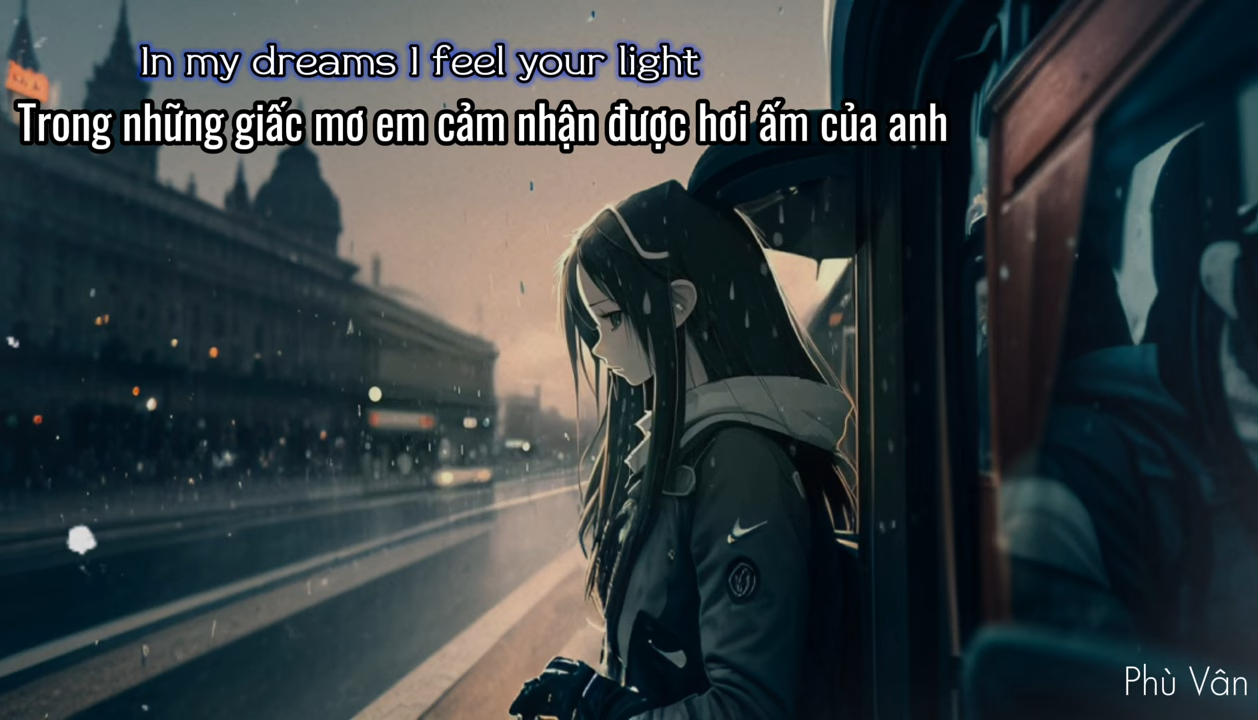 In my dreams I feel your light
Trong những giấc mơ em cảm nhận được hơi ấm của anh
Phù Vân